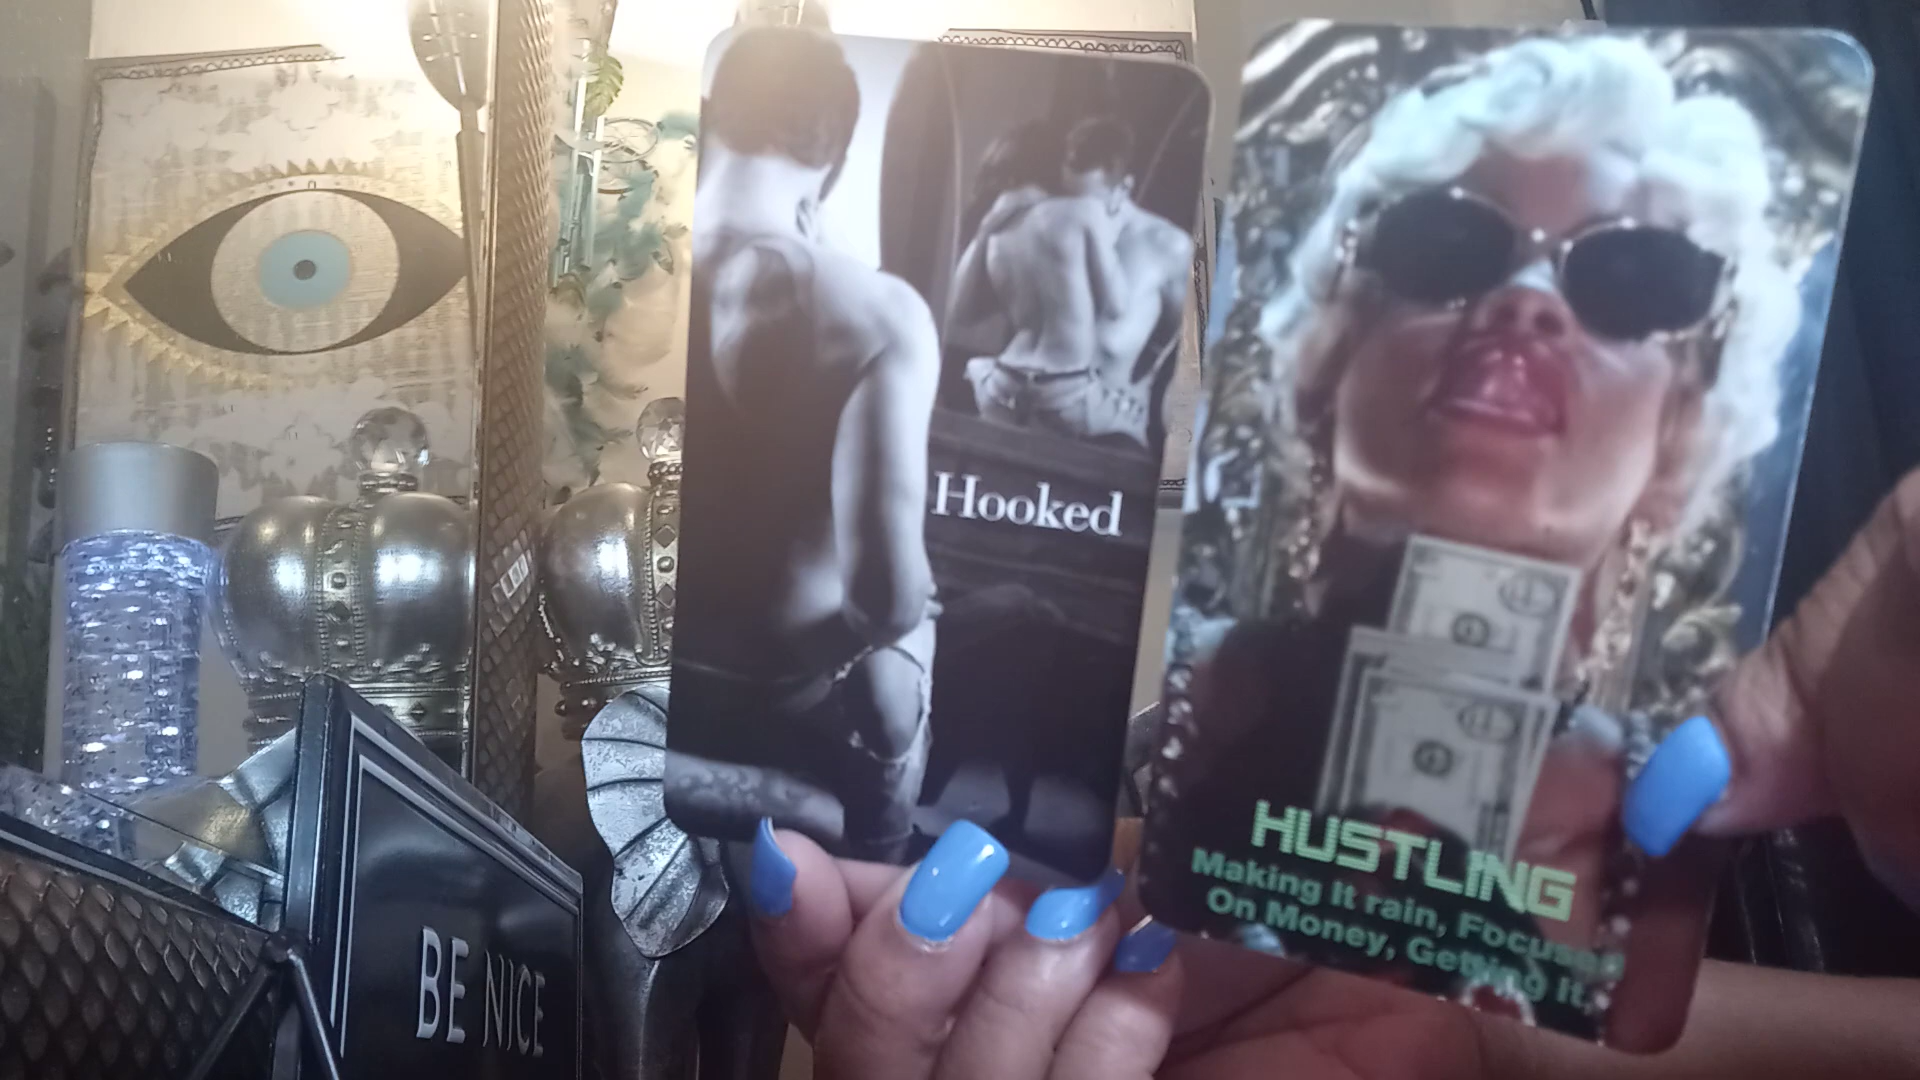 Hooked
HUSTLING
Making It rain, Focused
On Money, Getting It.
BE NICE